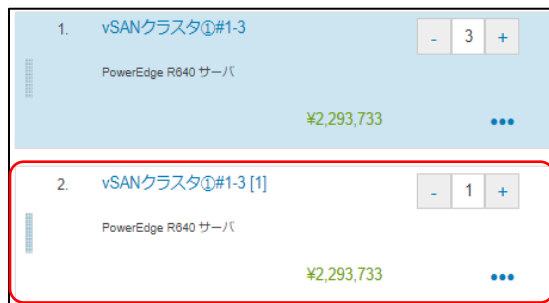 1. vSANクラスタ①#1-3
- 3 +
PowerEdge R640 サーバ
¥2,293,733
•••
2. vSANクラスタ①#1-3 [1]
- 1 +
PowerEdge R640 サーバ
¥2,293,733
•••